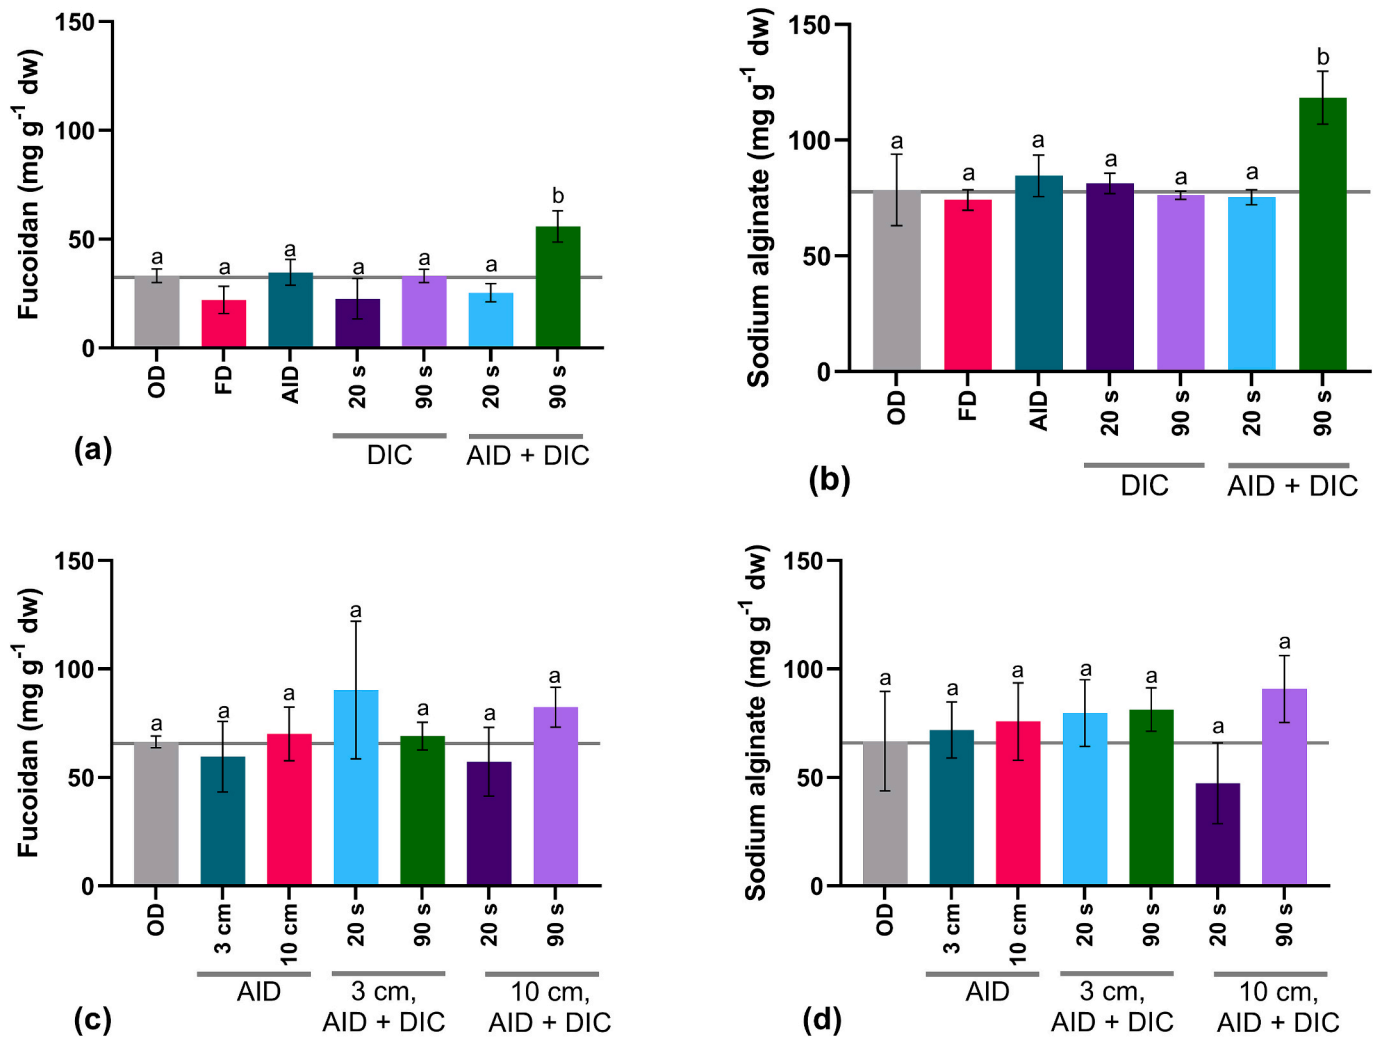 Fucoidan (mg g⁻¹ dw)
150
100
50
0
a
a
a
a
a
a
b
OD
FD
AID
20 s
90 s
20 s
90 s
DIC
AID + DIC
(a)
Sodium alginate (mg g⁻¹ dw)
150
100
50
0
a
a
a
a
a
a
b
OD
FD
AID
20 s
90 s
20 s
90 s
DIC
AID + DIC
(b)
Fucoidan (mg g⁻¹ dw)
150
100
50
0
a
a
a
a
a
a
a
OD
3 cm
10 cm
20 s
90 s
20 s
90 s
AID
3 cm,
AID + DIC
10 cm,
AID + DIC
(c)
Sodium alginate (mg g⁻¹ dw)
150
100
50
0
a
a
a
a
a
a
a
OD
3 cm
10 cm
20 s
90 s
20 s
90 s
AID
3 cm,
AID + DIC
10 cm,
AID + DIC
(d)